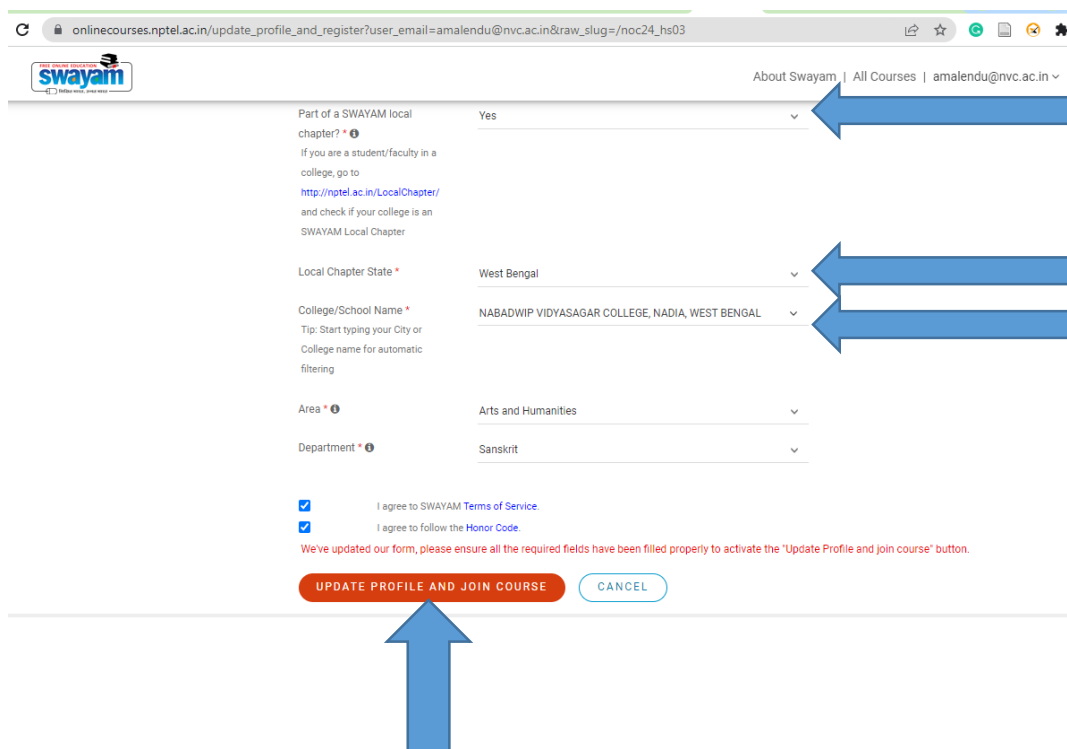 onlinecourses.nptel.ac.in/update_profile_and_register?user_email=amalendu@nvc.ac.in&raw_slug=/noc24_hs03
FREE ONLINE EDUCATION
swayam
About Swayam | All Courses | amalendu@nvc.ac.in
Part of a SWAYAM local
chapter? *
Yes
If you are a student/faculty in a
college, go to
http://nptel.ac.in/LocalChapter/
and check if your college is an
SWAYAM Local Chapter
Local Chapter State *
West Bengal
College/School Name *
NABADWIP VIDYASAGAR COLLEGE, NADIA, WEST BENGAL
Tip: Start typing your City or
College name for automatic
filtering
Area *
Arts and Humanities
Department *
Sanskrit
I agree to SWAYAM Terms of Service.
I agree to follow the Honor Code.
We've updated our form, please ensure all the required fields have been filled properly to activate the "Update Profile and join course" button.
UPDATE PROFILE AND JOIN COURSE
CANCEL